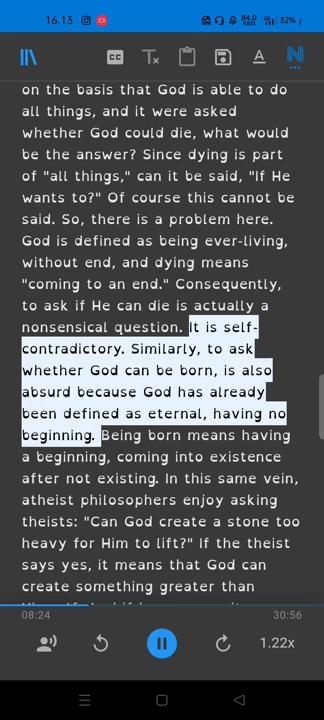 16.13
84.0
KB/S
4G
32%
CC
T
A
N
on the basis that God is able to do
all things, and it were asked
whether God could die, what would
be the answer? Since dying is part
of "all things," can it be said, "If He
wants to?" Of course this cannot be
said. So, there is a problem here.
God is defined as being ever-living,
without end, and dying means
"coming to an end." Consequently,
to ask if He can die is actually a
nonsensical question. It is self-
contradictory. Similarly, to ask
whether God can be born, is also
absurd because God has already
been defined as eternal, having no
beginning. Being born means having
a beginning, coming into existence
after not existing. In this same vein,
atheist philosophers enjoy asking
theists: "Can God create a stone too
heavy for Him to lift?" If the theist
says yes, it means that God can
create something greater than
08:24
30:56
1.22x